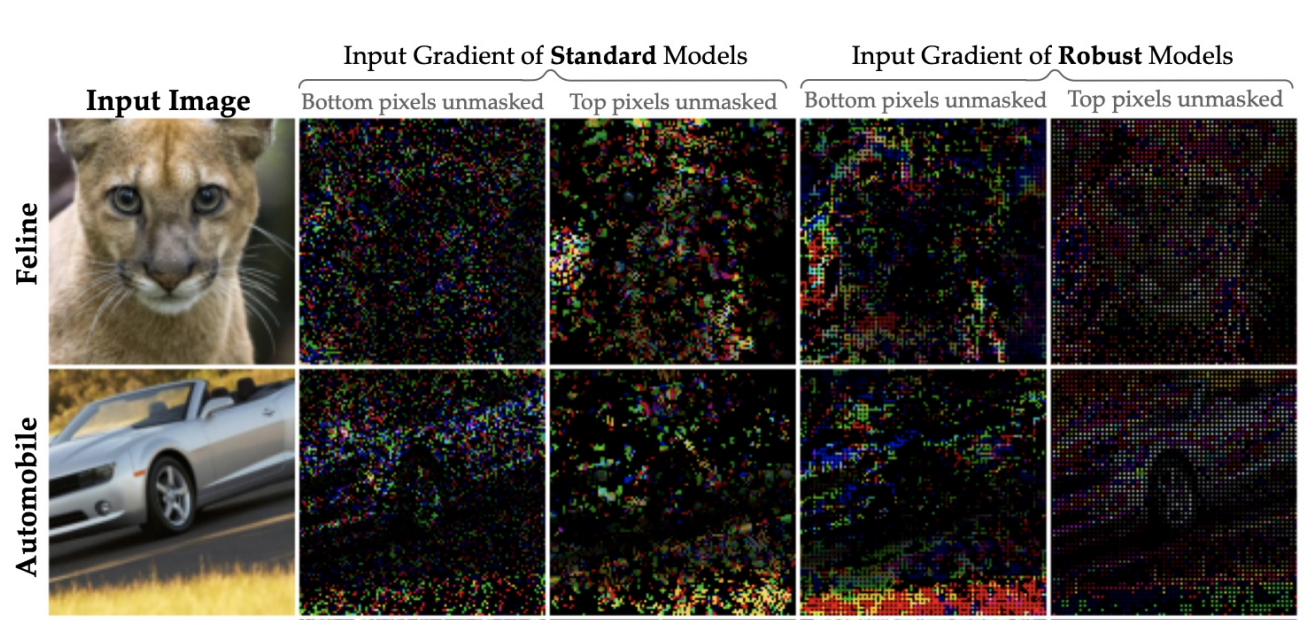 Input Gradient of Standard Models
Input Gradient of Robust Models
Input Image
Bottom pixels unmasked
Top pixels unmasked
Bottom pixels unmasked
Top pixels unmasked
Feline
Automobile